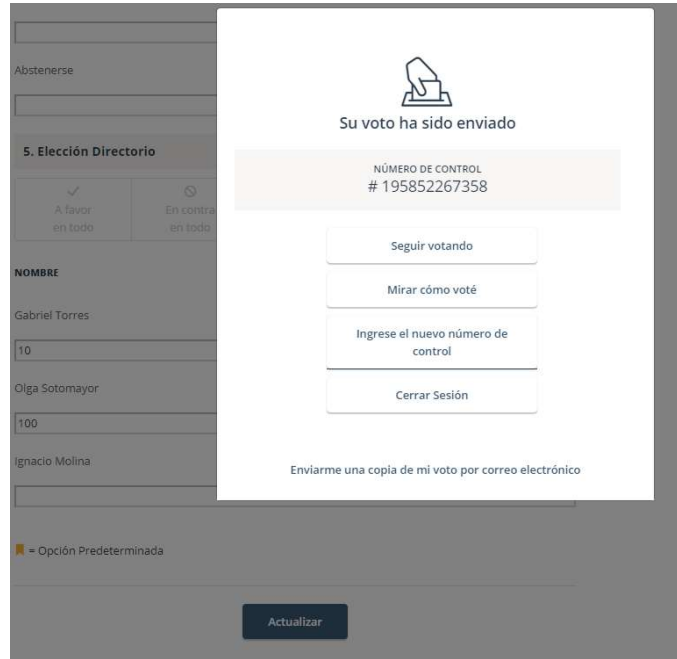 Abstenerse
5. Elección Directorio
A favor
en todo
En contra
en todo
NOMBRE
Gabriel Torres
10
Olga Sotomayor
100
Ignacio Molina
= Opción Predeterminada
Actualizar
Su voto ha sido enviado
NÚMERO DE CONTROL
# 195852267358
Seguir votando
Mirar cómo voté
Ingrese el nuevo número de
control
Cerrar Sesión
Enviarme una copia de mi voto por correo electrónico